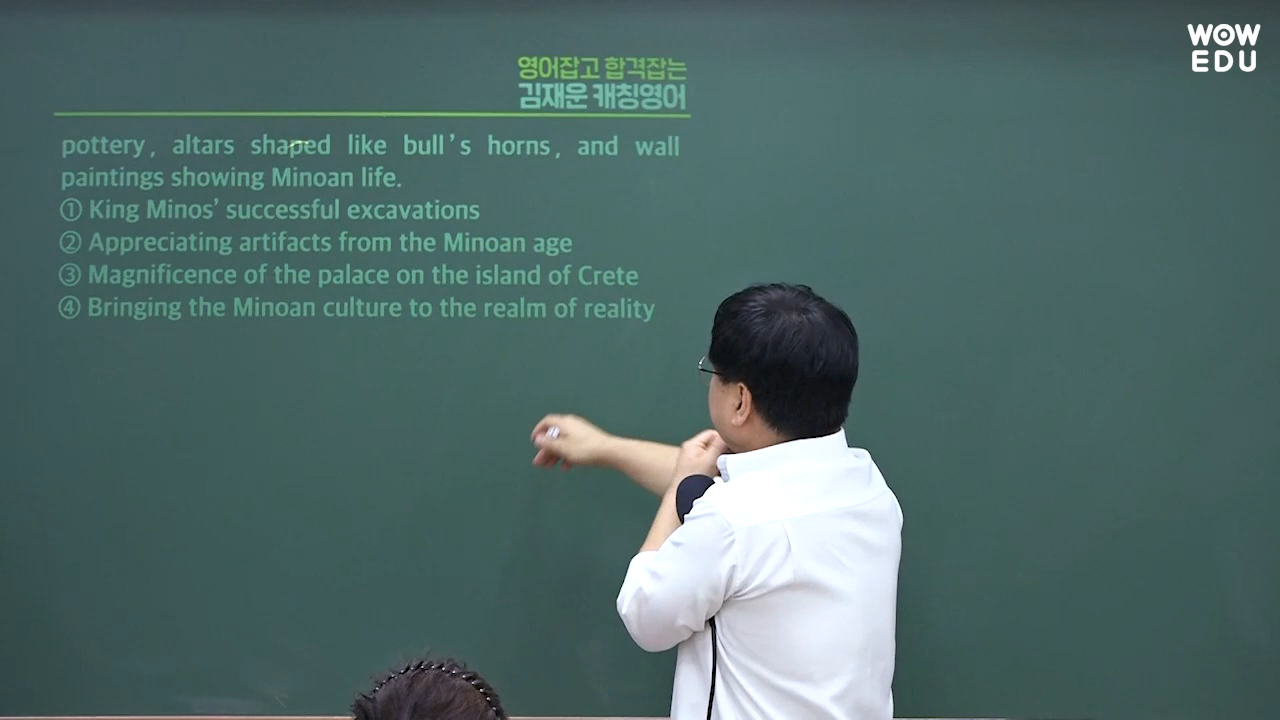 WOW
EDU
영어잡고 합격잡는
김재운 캐칭영어
pottery, altars shaped like bull's horns, and wall
paintings showing Minoan life.
① King Minos' successful excavations
② Appreciating artifacts from the Minoan age
③ Magnificence of the palace on the island of Crete
④ Bringing the Minoan culture to the realm of reality